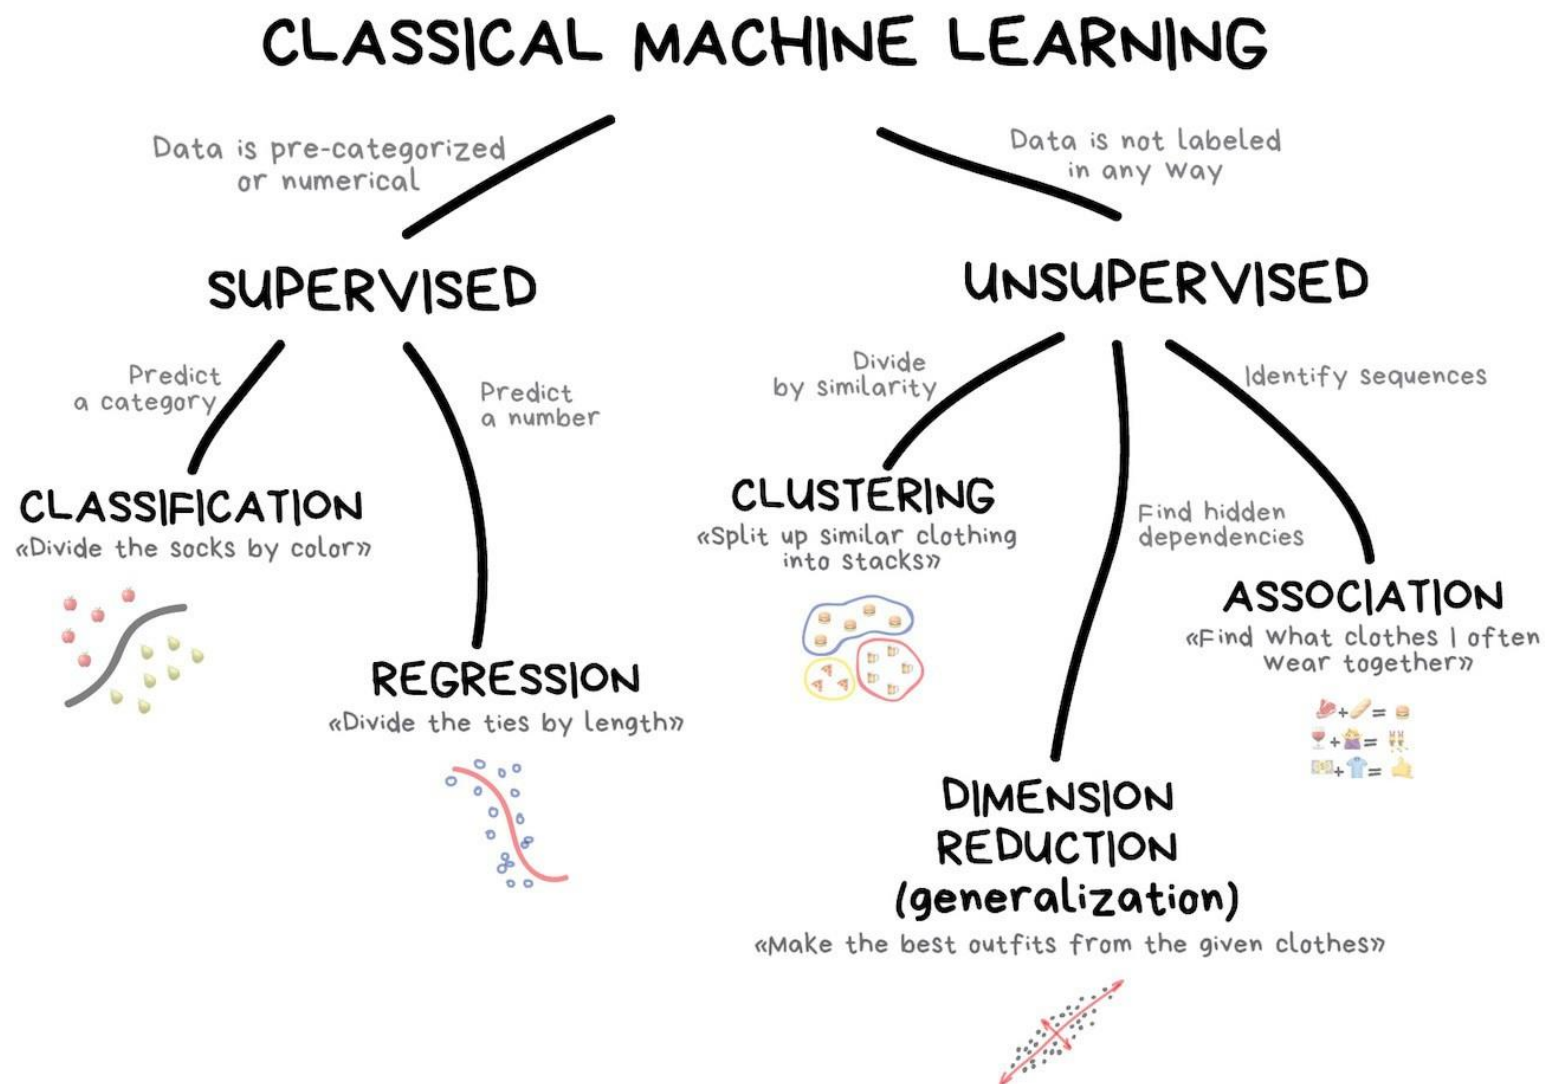 CLASSICAL MACHINE LEARNING
Data is pre-categorized
or numerical
Data is not labeled
in any way
SUPERVISED
UNSUPERVISED
Predict
a category
Predict
a number
Divide
by similarity
Identify sequences
CLASSIFICATION
«Divide the socks by color»
CLUSTERING
«Split up similar clothing
into stacks»
Find hidden
dependencies
ASSOCIATION
«Find what clothes I often
wear together»
REGRESSION
«Divide the ties by length»
+ =
+ =
+ =
DIMENSION
REDUCTION
(generalization)
«Make the best outfits from the given clothes»